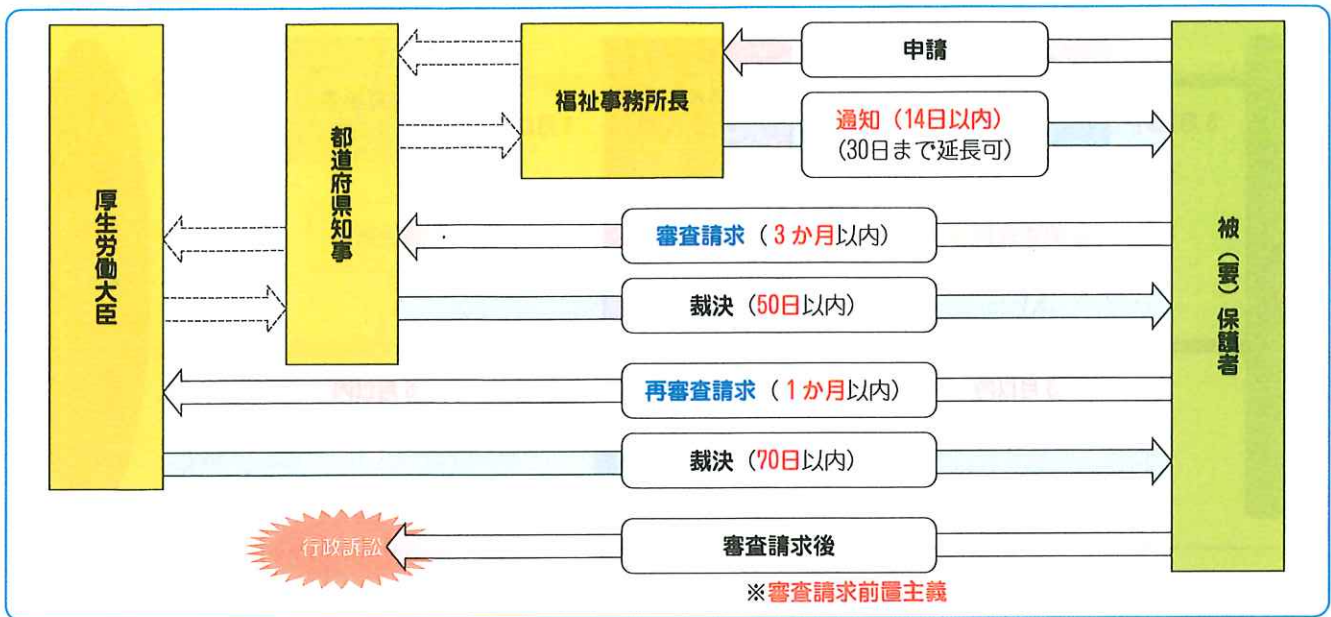 厚生労働大臣
都道府県知事
福祉事務所長
被(要)保護者
申請
通知(14日以内)
(30日まで延長可)
審査請求(3か月以内)
裁決(50日以内)
再審査請求(1か月以内)
裁決(70日以内)
行政訴訟
審査請求後
※審査請求前置主義